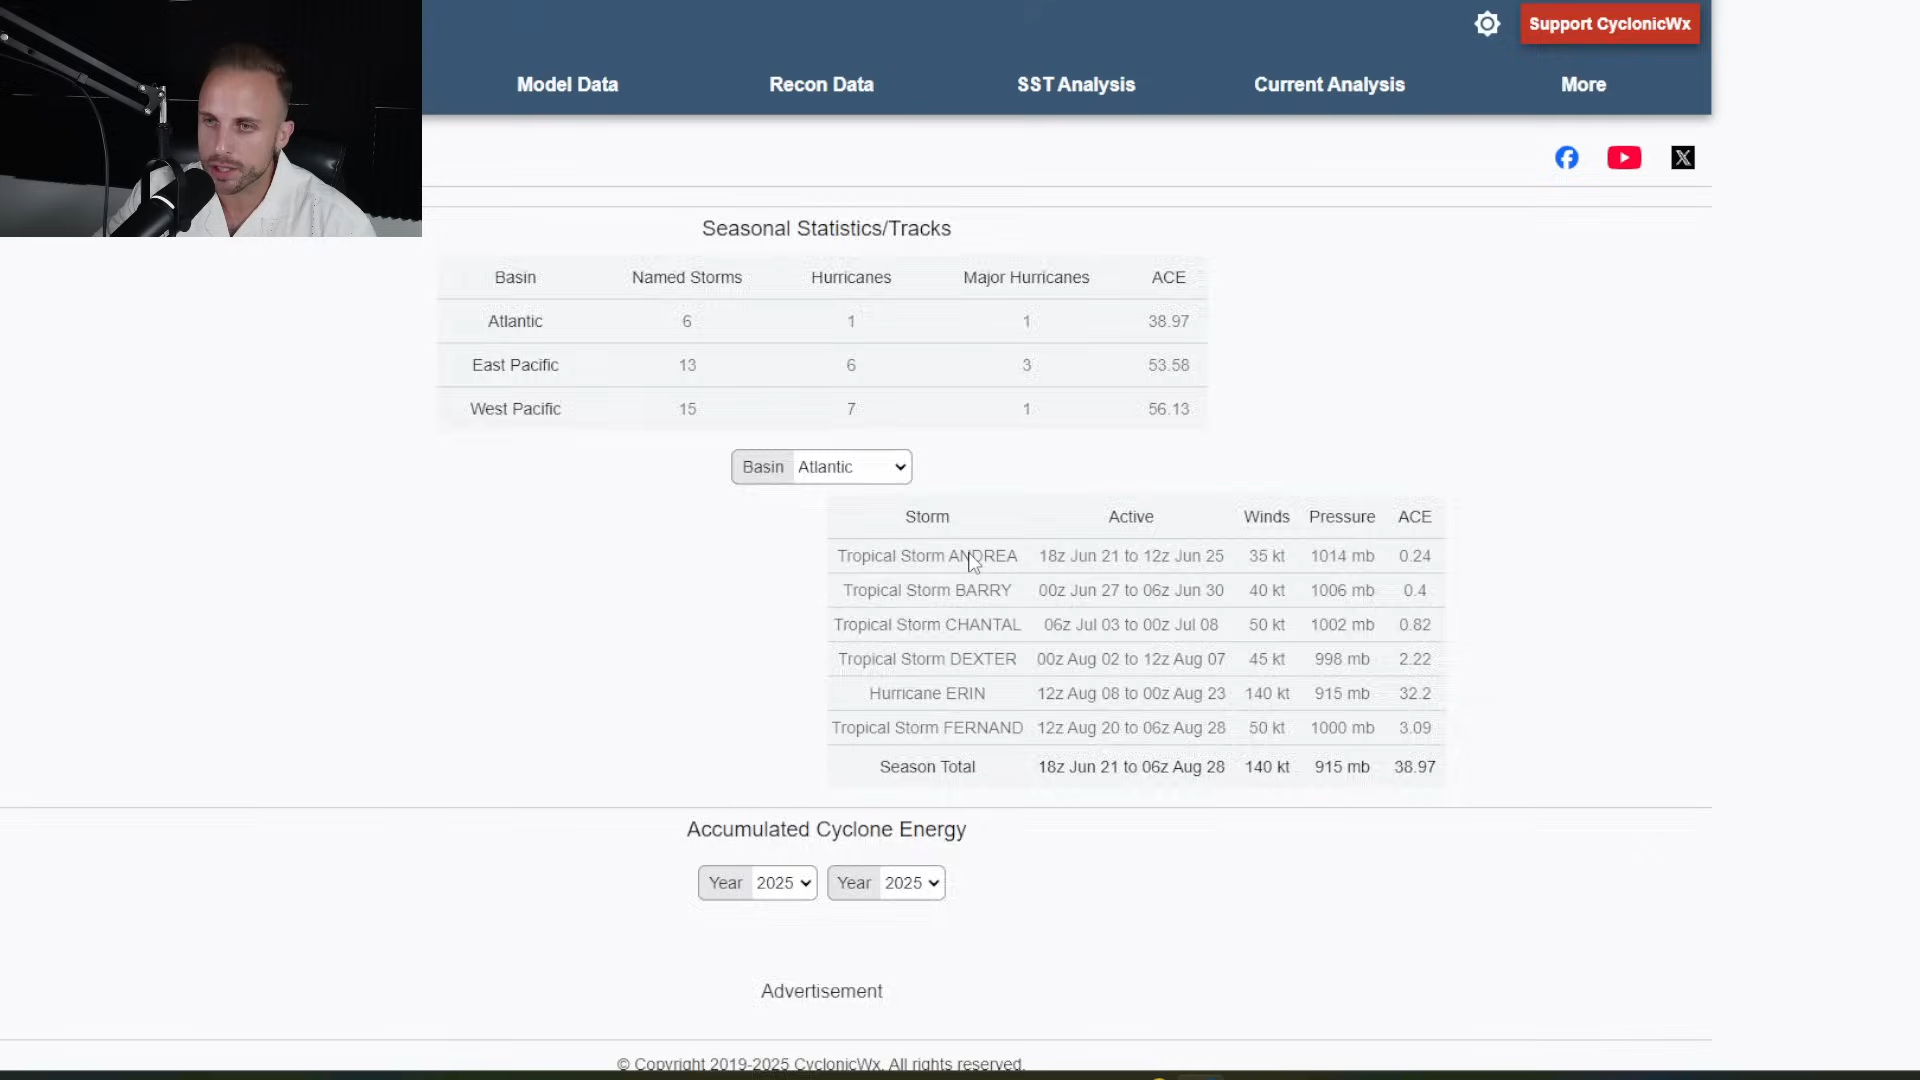 Support CyclonicWx
Model Data Recon Data SST Analysis Current Analysis More
Seasonal Statistics/Tracks
Basin Named Storms Hurricanes Major Hurricanes ACE
Atlantic 6 1 1 38.97
East Pacific 13 6 3 53.58
West Pacific 15 7 1 56.13
Basin Atlantic
Storm Active Winds Pressure ACE
Tropical Storm ANDREA 18z Jun 21 to 12z Jun 25 35 kt 1014 mb 0.24
Tropical Storm BARRY 00z Jun 27 to 06z Jun 30 40 kt 1006 mb 0.4
Tropical Storm CHANTAL 06z Jul 03 to 00z Jul 08 50 kt 1002 mb 0.82
Tropical Storm DEXTER 00z Aug 02 to 12z Aug 07 45 kt 998 mb 2.22
Hurricane ERIN 12z Aug 08 to 00z Aug 23 140 kt 915 mb 32.2
Tropical Storm FERNAND 12z Aug 20 to 06z Aug 28 50 kt 1000 mb 3.09
Season Total 18z Jun 21 to 06z Aug 28 140 kt 915 mb 38.97
Accumulated Cyclone Energy
Year 2025 Year 2025
Advertisement
© Copyright 2019-2025 CyclonicWx. All rights reserved.